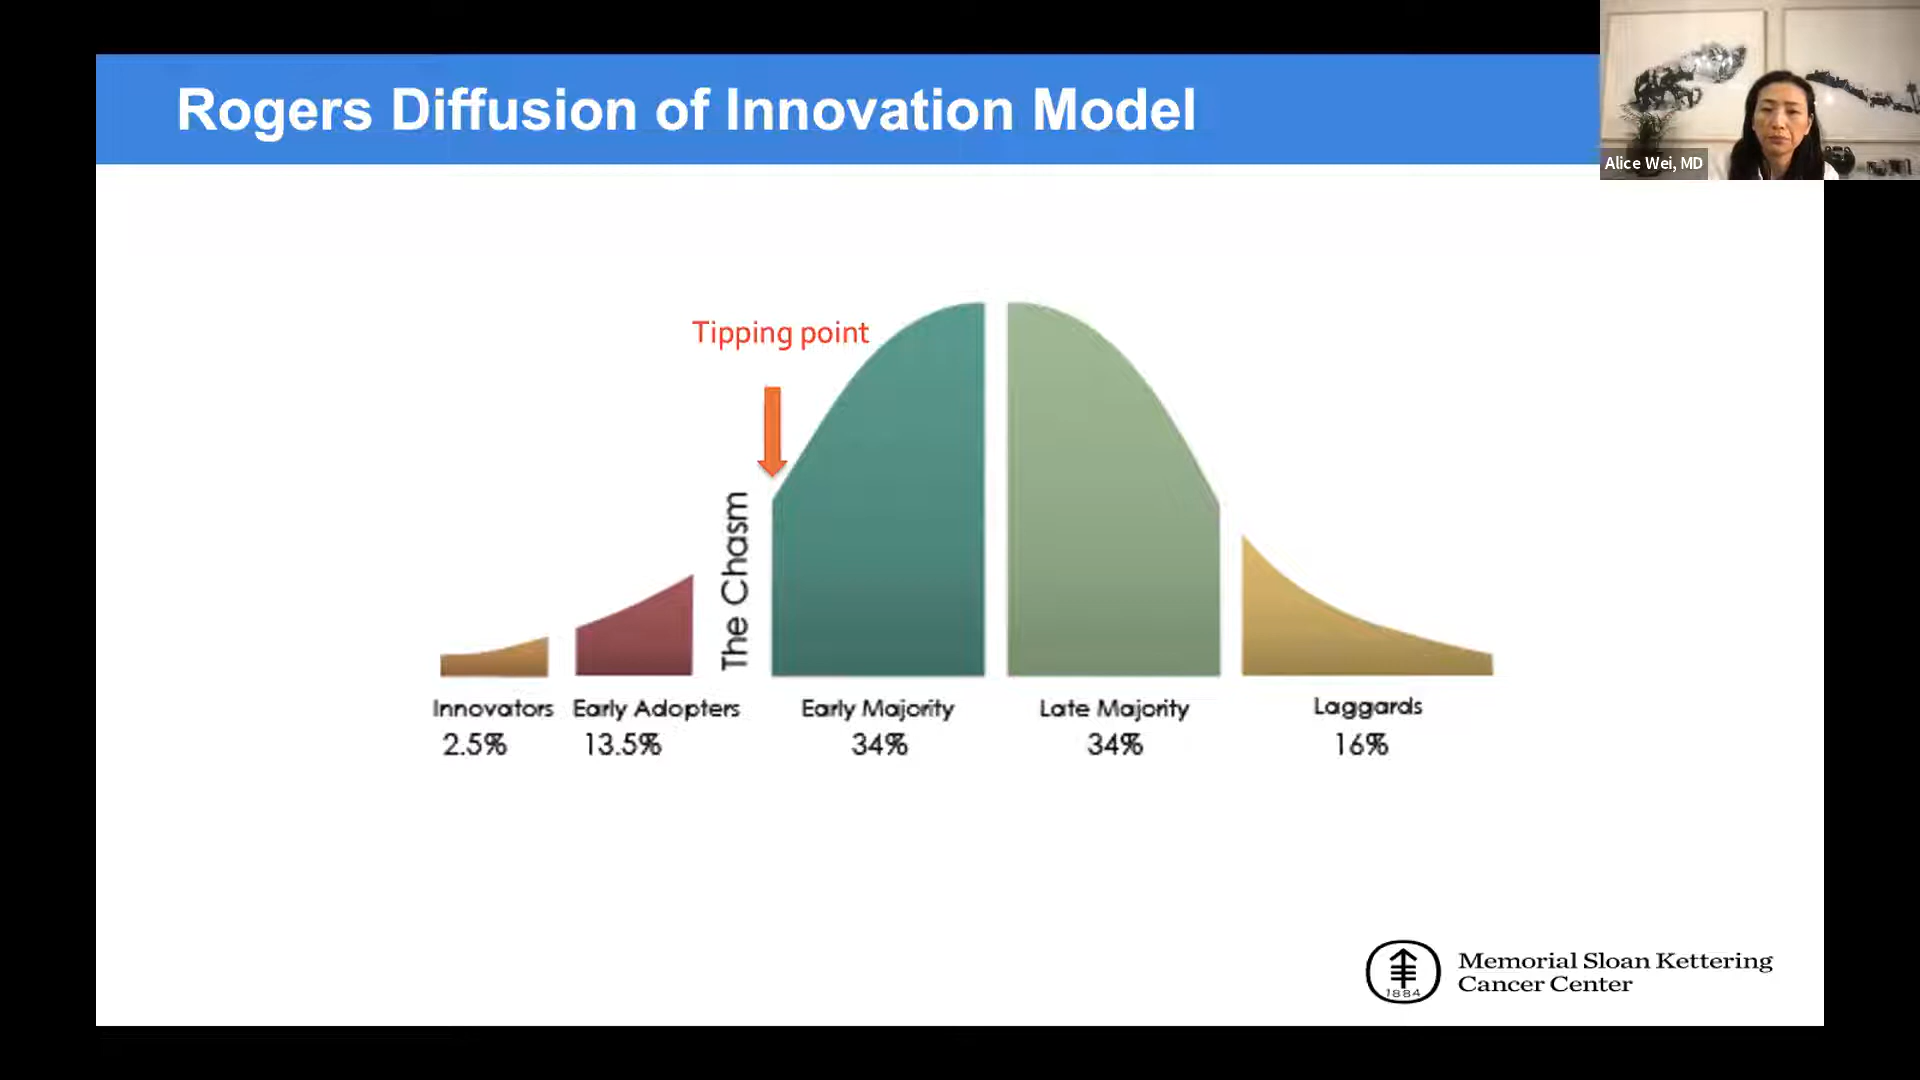 Rogers Diffusion of Innovation Model
Alice Wei, MD
Tipping point
The Chasm
Innovators
2.5%
Early Adopters
13.5%
Early Majority
34%
Late Majority
34%
Laggards
16%
1884
Memorial Sloan Kettering
Cancer Center